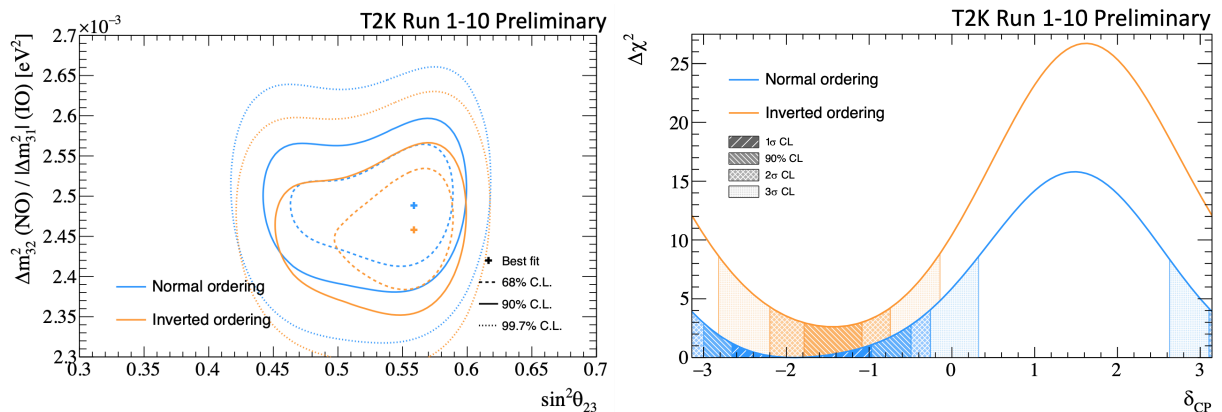 T2K Run 1-10 Preliminary
×10⁻³
2.7
2.65
2.6
2.55
2.5
2.45
2.4
2.35
2.3
Δm²₃₂ (NO) / |Δm²₃₁| (IO) [eV²]
Normal ordering
Inverted ordering
Best fit
68% C.L.
90% C.L.
99.7% C.L.
0.3 0.4 0.45 0.5 0.55 0.6 0.65 0.7
sin²θ₂₃
T2K Run 1-10 Preliminary
Δχ²
25
20
15
10
5
0
Normal ordering
Inverted ordering
1σ CL
90% CL
2σ CL
3σ CL
−3 −2 −1 0 1 2 3
δ_CP